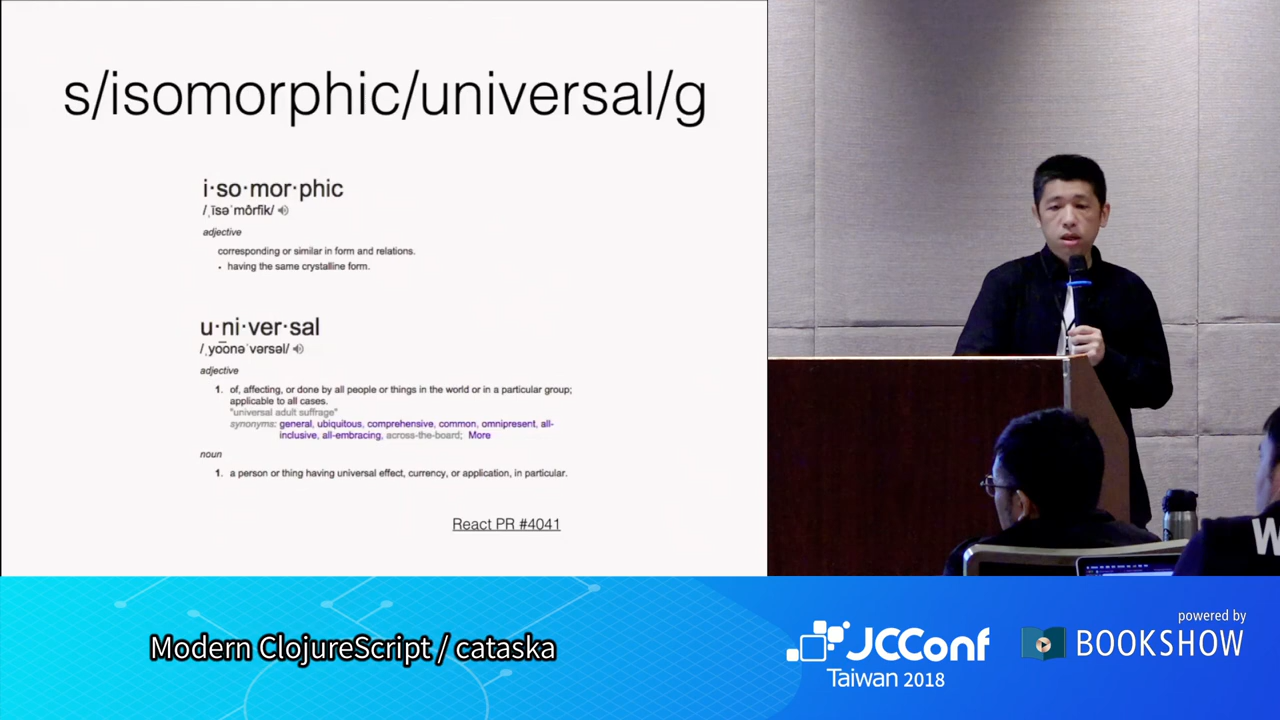 s/isomorphic/universal/g
i·so·mor·phic
/ˌīsəˈmôrfik/
adjective
corresponding or similar in form and relations.
• having the same crystalline form.
u·ni·ver·sal
/ˌyo͞onəˈvərsəl/
adjective
1. of, affecting, or done by all people or things in the world or in a particular group;
applicable to all cases.
"universal adult suffrage"
synonyms: general, ubiquitous, comprehensive, common, omnipresent, all-
inclusive, all-embracing, across-the-board; More
noun
1. a person or thing having universal effect, currency, or application, in particular.
React PR #4041
W
Modern ClojureScript / cataska
JCConf
Taiwan 2018
powered by
BOOKSHOW